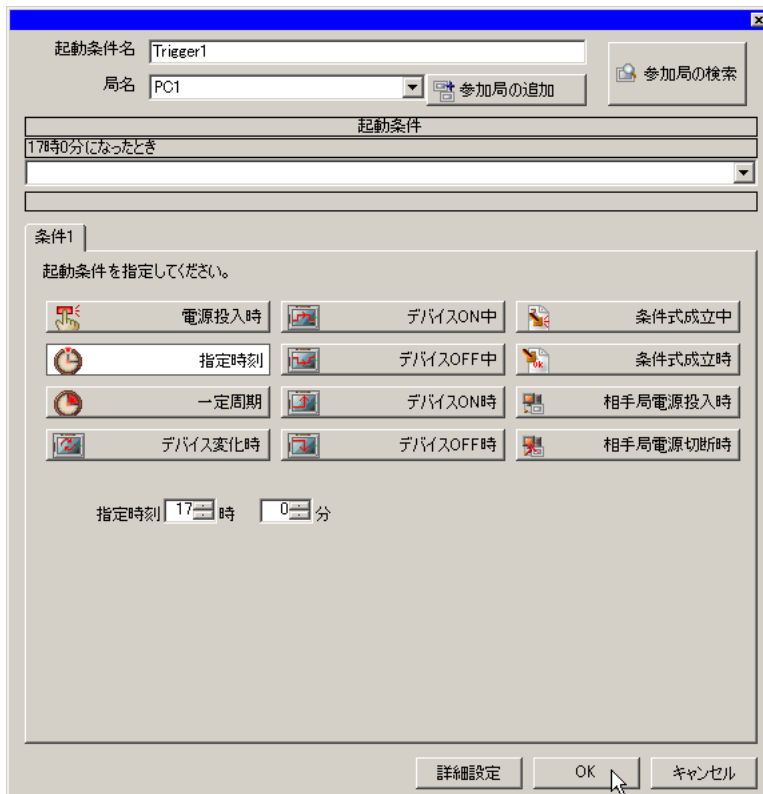 起動条件名 Trigger1
局名 PC1 参加局の追加 参加局の検索
起動条件
17時0分になったとき
条件1
起動条件を指定してください。
電源投入時 デバイスON中 条件式成立中
指定時刻 デバイスOFF中 条件式成立時
一定周期 デバイスON時 相手局電源投入時
デバイス変化時 デバイスOFF時 相手局電源切断時
指定時刻 17 時 0 分
詳細設定 OK キャンセル